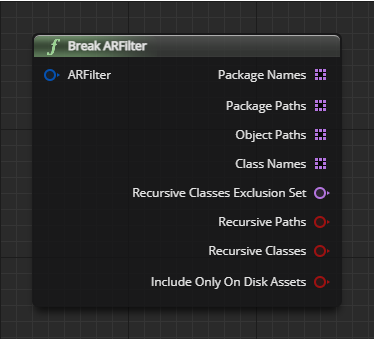 f Break ARFilter
ARFilter
Package Names
Package Paths
Object Paths
Class Names
Recursive Classes Exclusion Set
Recursive Paths
Recursive Classes
Include Only On Disk Assets